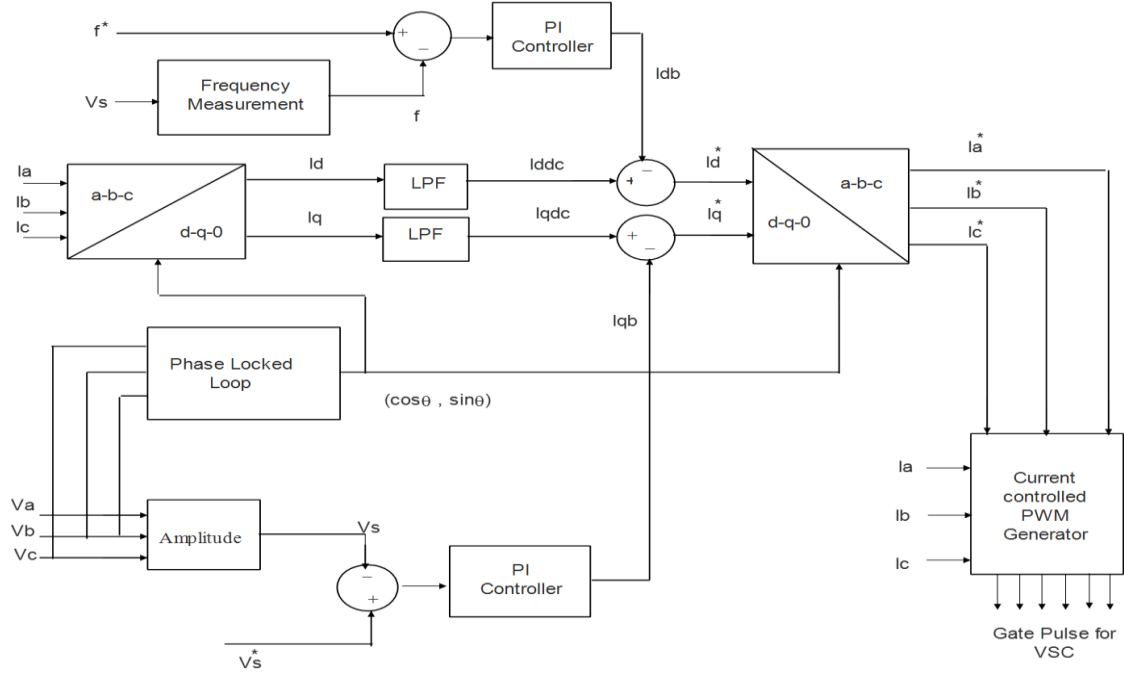 f*
+
−
PI
Controller
Vs
Frequency
Measurement
f
Idb
Ia
Ib
Ic
a-b-c
d-q-0
Id
LPF
Iddc
+
−
Id*
Iq
LPF
Iqdc
+
−
Iq*
a-b-c
d-q-0
Ia*
Ib*
Ic*
Iqb
Phase Locked
Loop
(cosθ , sinθ)
Va
Vb
Vc
Amplitude
Vs
−
+
PI
Controller
Vs*
Ia
Ib
Ic
Current
controlled
PWM
Generator
Gate Pulse for
VSC